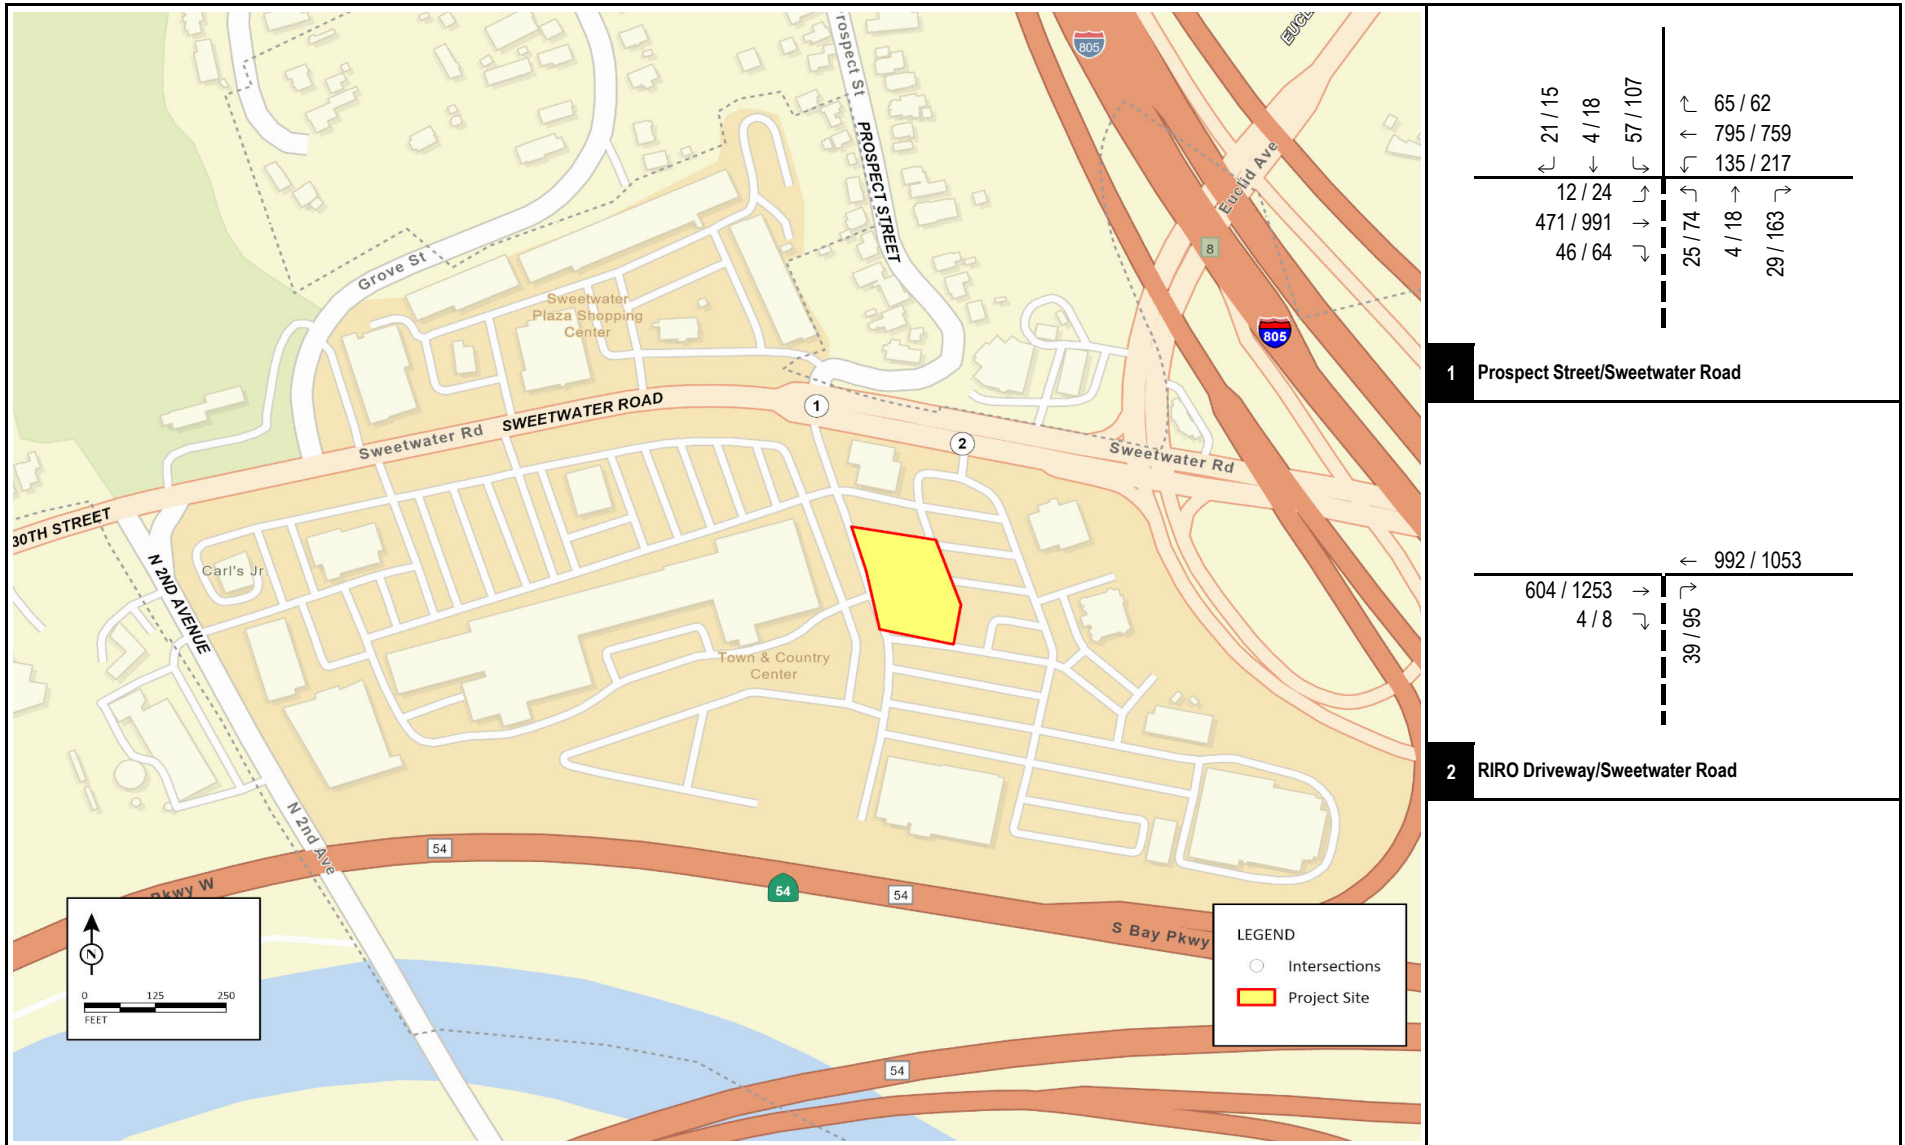 Prospect St
PROSPECT STREET
805
EUCL
Euclid Ave
8
805
Grove St
Sweetwater
Plaza Shopping
Center
1
2
Sweetwater Rd
SWEETWATER ROAD
Sweetwater Rd
30TH STREET
N 2ND AVENUE
Carl's Jr.
Town & Country
Center
N 2nd Ave
54
54
54
Pkwy W
S Bay Pkwy
54
N
0 125 250
FEET
LEGEND
Intersections
Project Site
21 / 15
4 / 18
57 / 107
65 / 62
795 / 759
135 / 217
12 / 24
471 / 991
46 / 64
25 / 74
4 / 18
29 / 163
1 Prospect Street/Sweetwater Road
992 / 1053
604 / 1253
4 / 8
39 / 95
2 RIRO Driveway/Sweetwater Road